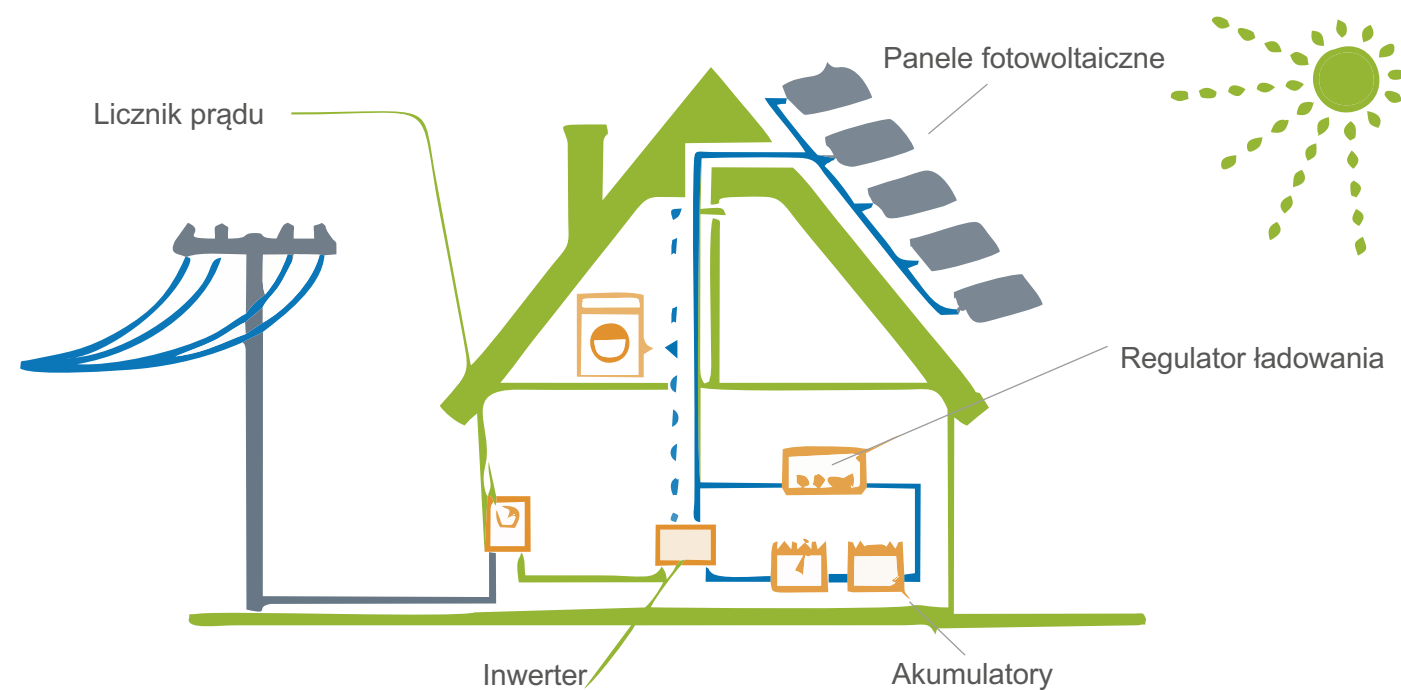 Panele fotowoltaiczne
Licznik prądu
Regulator ładowania
Inwerter
Akumulatory